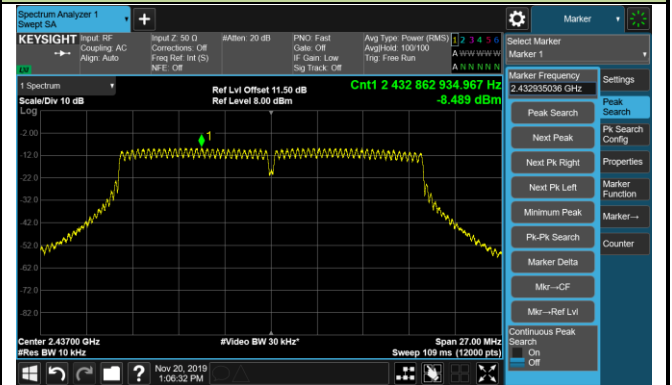 Spectrum Analyzer 1
Swept SA
+
Marker
KEYSIGHT
Input: RF
Coupling: AC
Align: Auto
Input Z: 50 Ω
Corrections: Off
Freq Ref: Int (S)
NFE: Off
#Atten: 20 dB
PNO: Fast
Gate: Off
IF Gain: Low
Sig Track: Off
Avg Type: Power (RMS)
Avg|Hold: 100/100
Trig: Free Run
1 2 3 4 5 6
A W W W W W
A N N N N N
Select Marker
Marker 1
1 Spectrum
Scale/Div 10 dB
Log
Ref Lvl Offset 11.50 dB
Ref Level 8.00 dBm
Cnt1 2 432 862 934.967 Hz
-8.489 dBm
1
-2.00
-12.0
-22.0
-32.0
-42.0
-52.0
-62.0
-72.0
-82.0
Center 2.43700 GHz
#Res BW 10 kHz
#Video BW 30 kHz*
Span 27.00 MHz
Sweep 109 ms (12000 pts)
Marker Frequency
2.432935036 GHz
Peak Search
Next Peak
Next Pk Right
Next Pk Left
Minimum Peak
Pk-Pk Search
Marker Delta
Mkr→CF
Mkr→Ref Lvl
Continuous Peak
Search
On
Off
Settings
Peak
Search
Pk Search
Config
Properties
Marker
Function
Marker→
Counter
?
Nov 20, 2019
1:06:32 PM